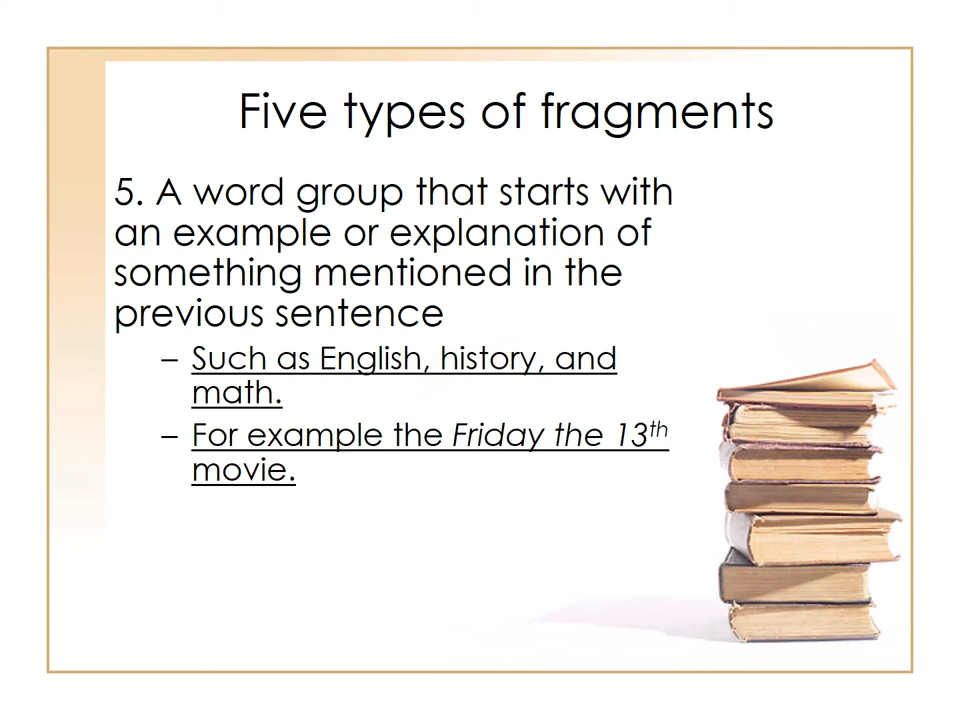 Five types of fragments
5. A word group that starts with
an example or explanation of
something mentioned in the
previous sentence
– Such as English, history, and
math.
– For example the Friday the 13th
movie.